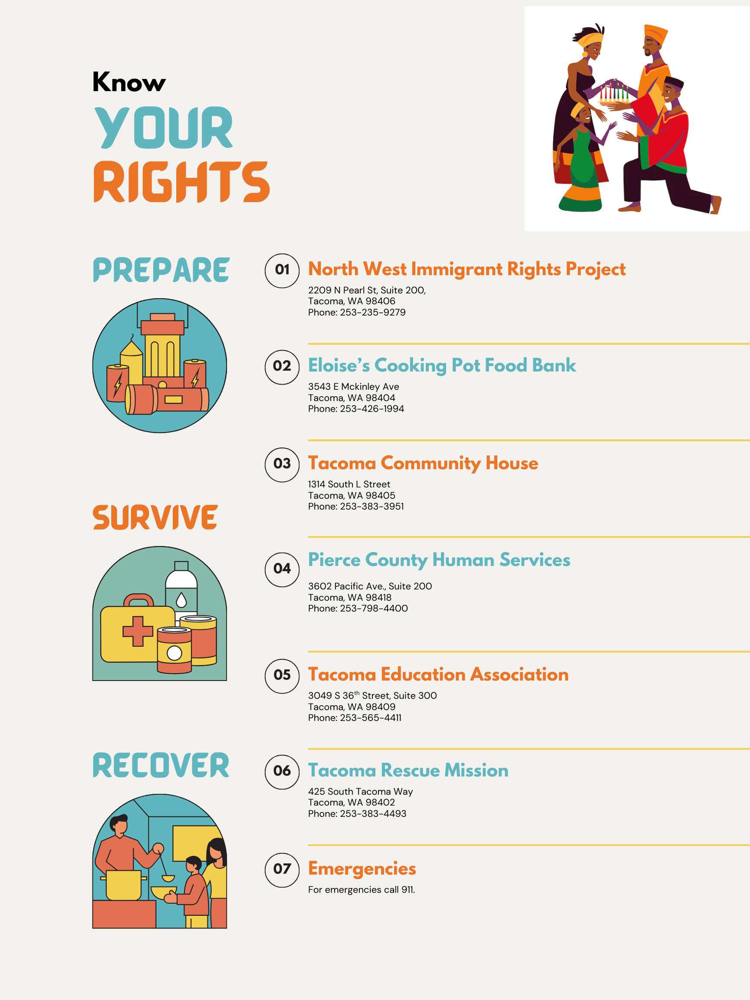 Know
YOUR
RIGHTS
PREPARE
01
North West Immigrant Rights Project
2209 N Pearl St, Suite 200,
Tacoma, WA 98406
Phone: 253-235-9279
02
Eloise’s Cooking Pot Food Bank
3543 E Mckinley Ave
Tacoma, WA 98404
Phone: 253-426-1994
03
Tacoma Community House
1314 South L Street
Tacoma, WA 98405
Phone: 253-383-3951
SURVIVE
04
Pierce County Human Services
3602 Pacific Ave., Suite 200
Tacoma, WA 98418
Phone: 253-798-4400
05
Tacoma Education Association
3049 S 36th Street, Suite 300
Tacoma, WA 98409
Phone: 253-565-4411
RECOVER
06
Tacoma Rescue Mission
425 South Tacoma Way
Tacoma, WA 98402
Phone: 253-383-4493
07
Emergencies
For emergencies call 911.